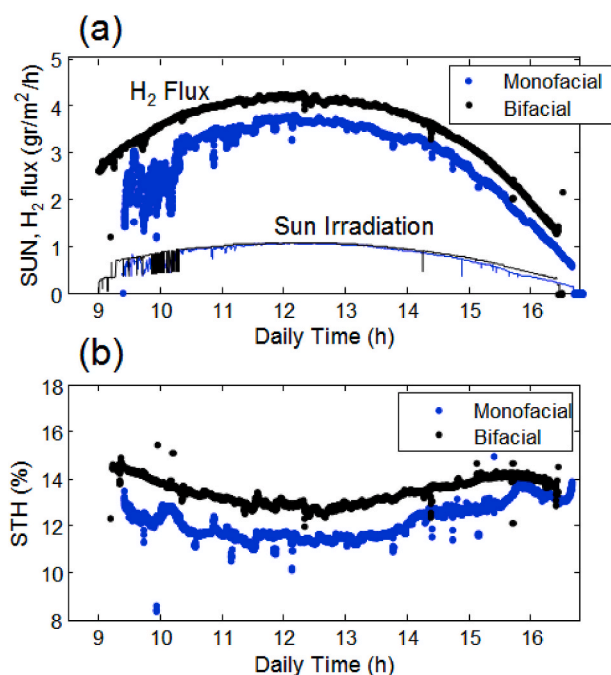 (a)
5
4
3
2
1
0
SUN, H₂ flux (gr/m²/h)
H₂ Flux
Monofacial
Bifacial
Sun Irradiation
9 10 11 12 13 14 15 16
Daily Time (h)
(b)
18
16
14
12
10
8
STH (%)
Monofacial
Bifacial
9 10 11 12 13 14 15 16
Daily Time (h)